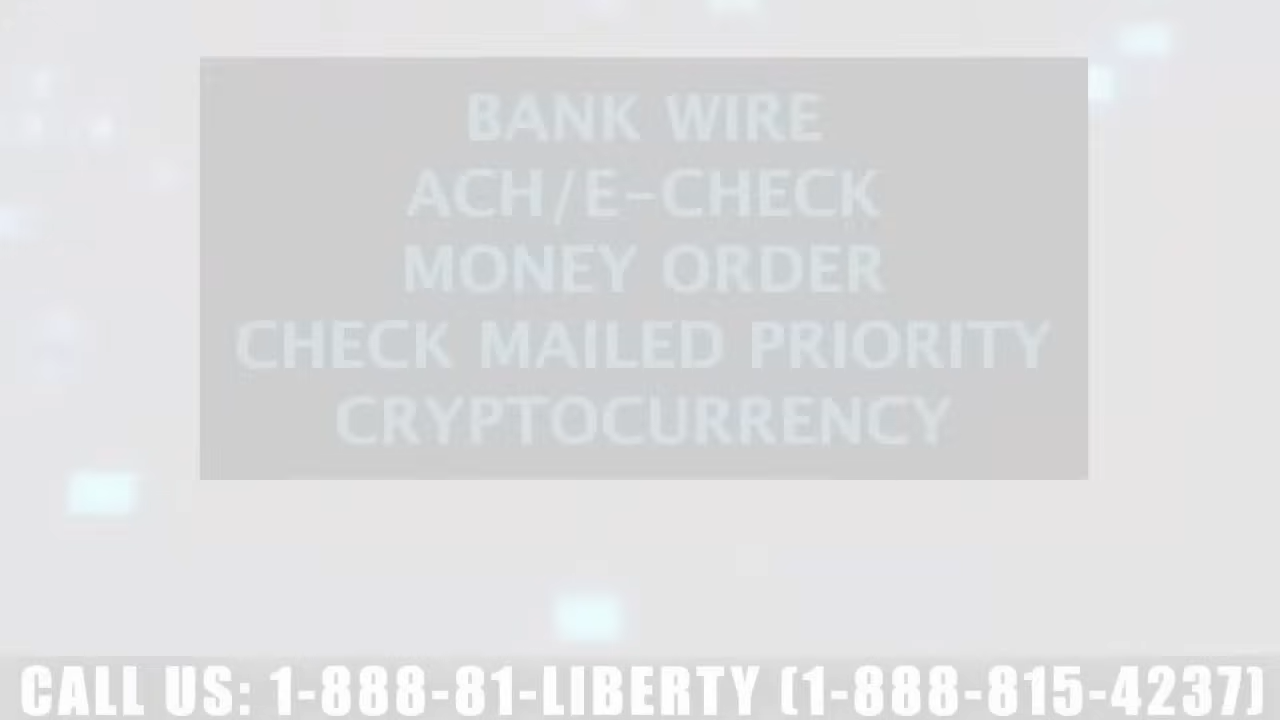 BANK WIRE
ACH/E-CHECK
MONEY ORDER
CHECK MAILED PRIORITY
CRYPTOCURRENCY
CALL US: 1-888-81-LIBERTY (1-888-815-4237)